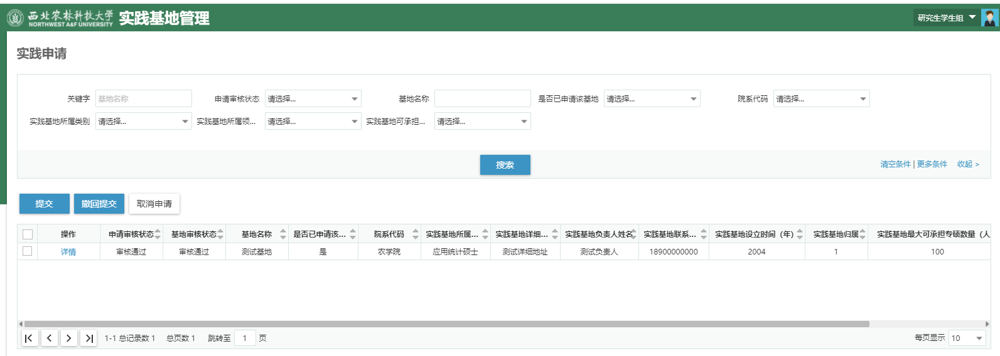 西北农林科技大学 实践基地管理
NORTHWEST A&F UNIVERSITY
研究生学生组
实践申请
关键字 基地名称 申请审核状态 请选择... 基地名称 是否已申请该基地 请选择... 院系代码 请选择...
实践基地所属类别 请选择... 实践基地所属领... 请选择... 实践基地可承担... 请选择...
搜索
清空条件 | 更多条件 收起 >
提交 撤回提交 取消申请
操作 申请审核状态 基地审核状态 基地名称 是否已申请该... 院系代码 实践基地所属... 实践基地详细... 实践基地负责人姓名 实践基地联系... 实践基地设立时间（年） 实践基地归属 实践基地最大可承担专硕数量（人
详情 审核通过 审核通过 测试基地 是 农学院 应用统计硕士 测试详细地址 测试负责人 18900000000 2004 1 100
1-1 总记录数 1 总页数 1 跳转至 1 页 每页显示 10